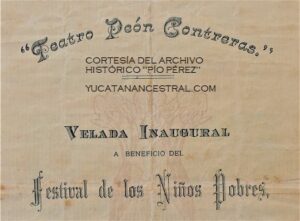 "Teatro Peón Contreras."
CORTESÍA DEL ARCHIVO
HISTÓRICO "PÍO PÉREZ"
YUCATANANCESTRAL.COM
VELADA INAUGURAL
A BENEFICIO DEL
Festival de los Niños Pobres.